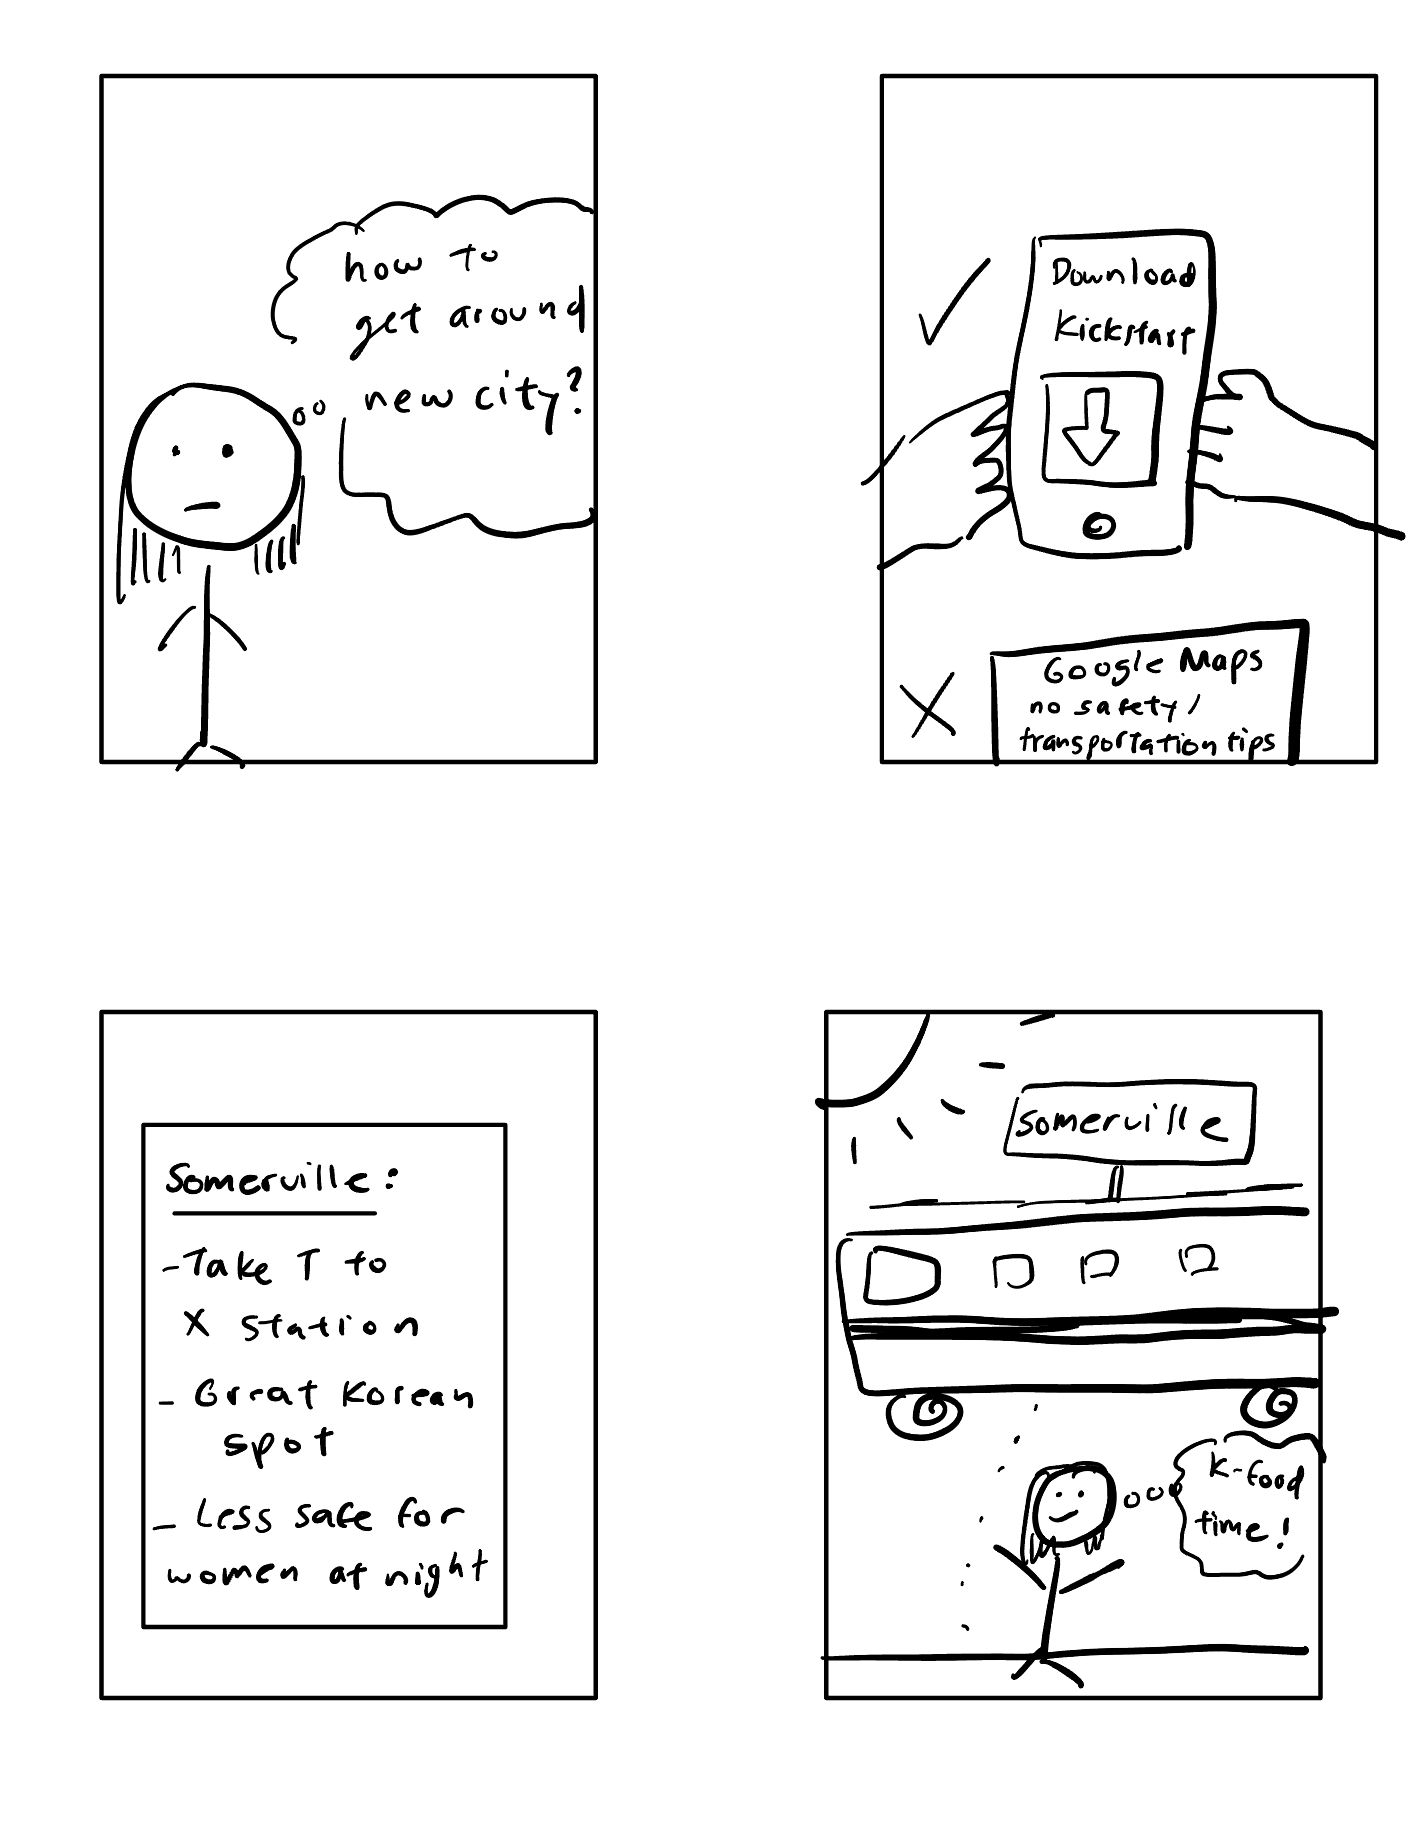 how to
get around
new city?
Download
Kickstart
Google Maps
no safety/
transportation tips
Somerville:
- Take T to
X station
- Great Korean
spot
- Less safe for
women at night
somerville
K-food
time!